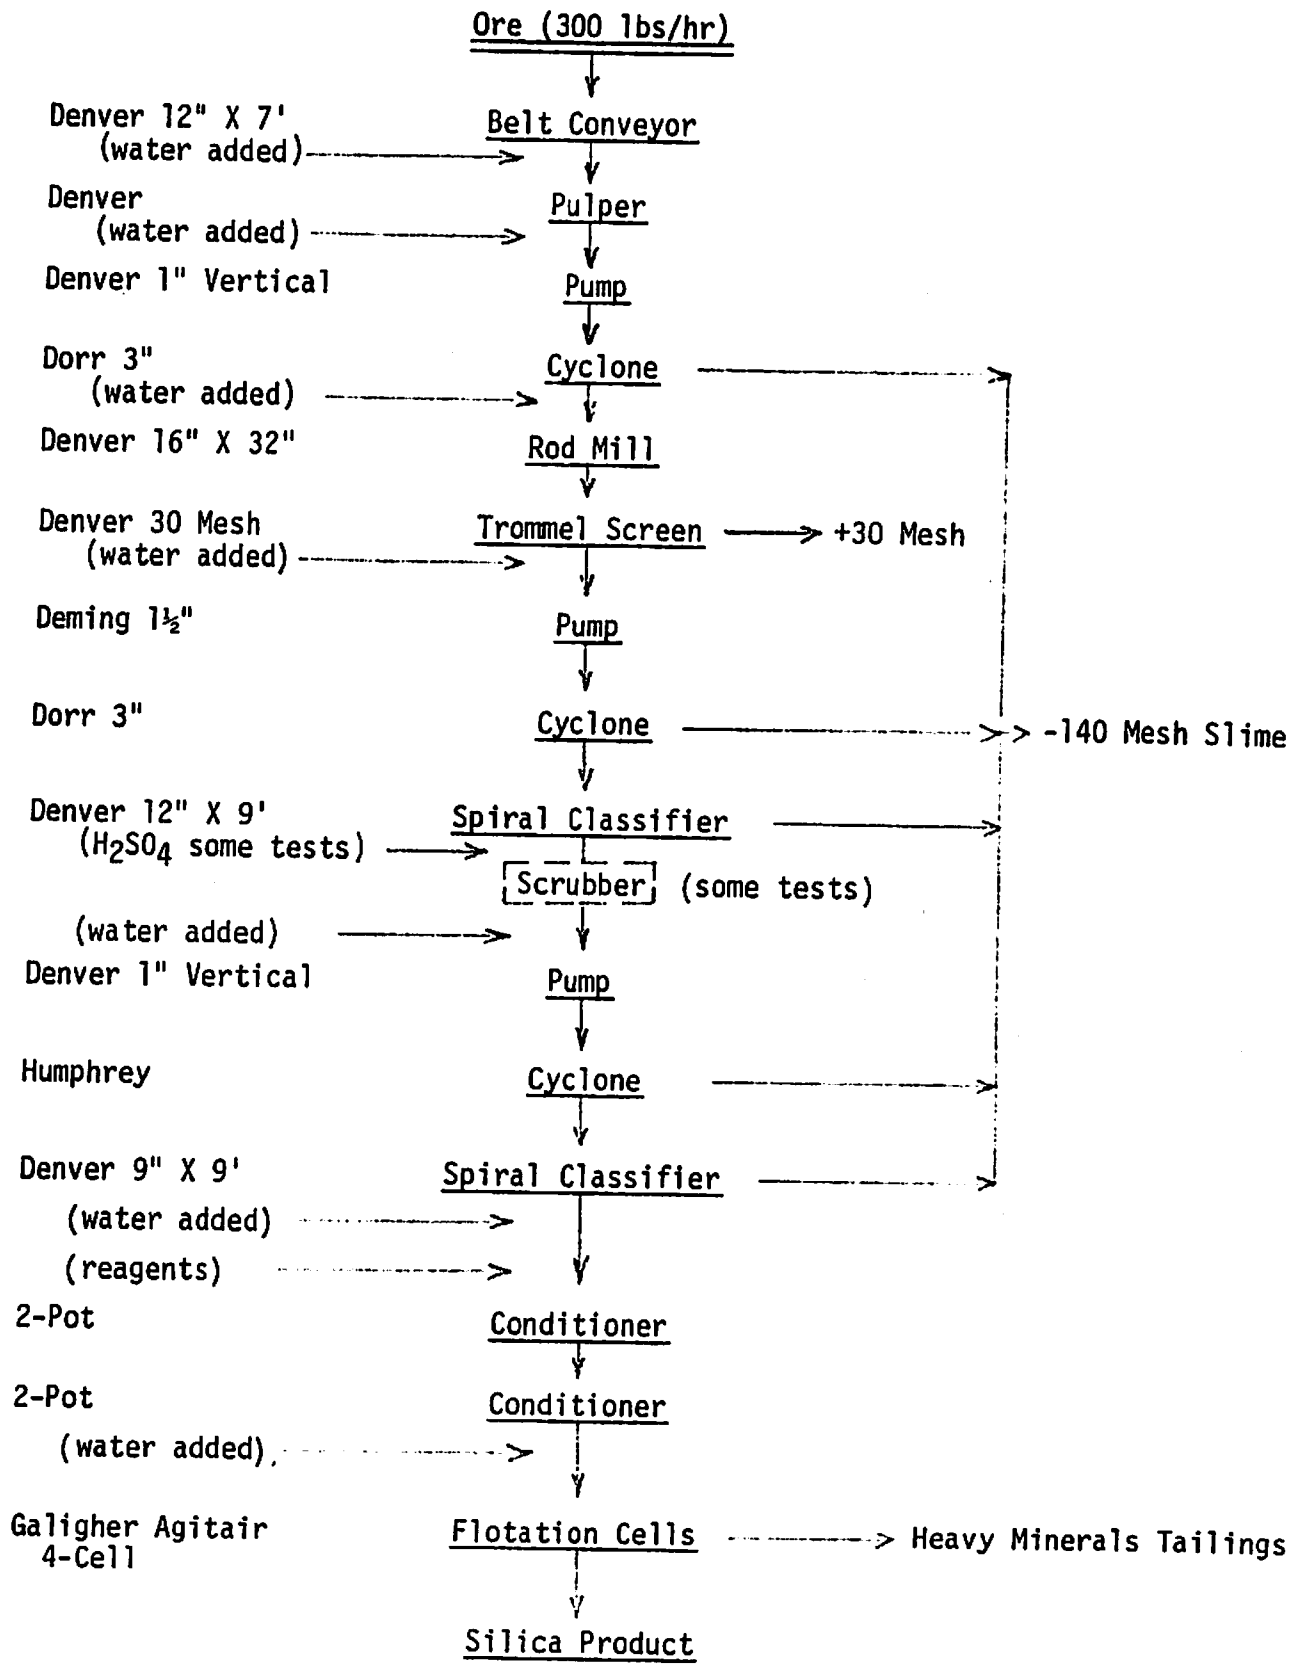 Ore (300 lbs/hr)
Denver 12" X 7'
Belt Conveyor
(water added)
Denver
Pulper
(water added)
Denver 1" Vertical
Pump
Dorr 3"
Cyclone
(water added)
Denver 16" X 32"
Rod Mill
Denver 30 Mesh
Trommel Screen
+30 Mesh
(water added)
Deming 1½"
Pump
Dorr 3"
Cyclone
-140 Mesh Slime
Denver 12" X 9'
Spiral Classifier
(H₂SO₄ some tests)
Scrubber (some tests)
(water added)
Denver 1" Vertical
Pump
Humphrey
Cyclone
Denver 9" X 9'
Spiral Classifier
(water added)
(reagents)
2-Pot
Conditioner
2-Pot
Conditioner
(water added)
Galigher Agitair
4-Cell
Flotation Cells
Heavy Minerals Tailings
Silica Product